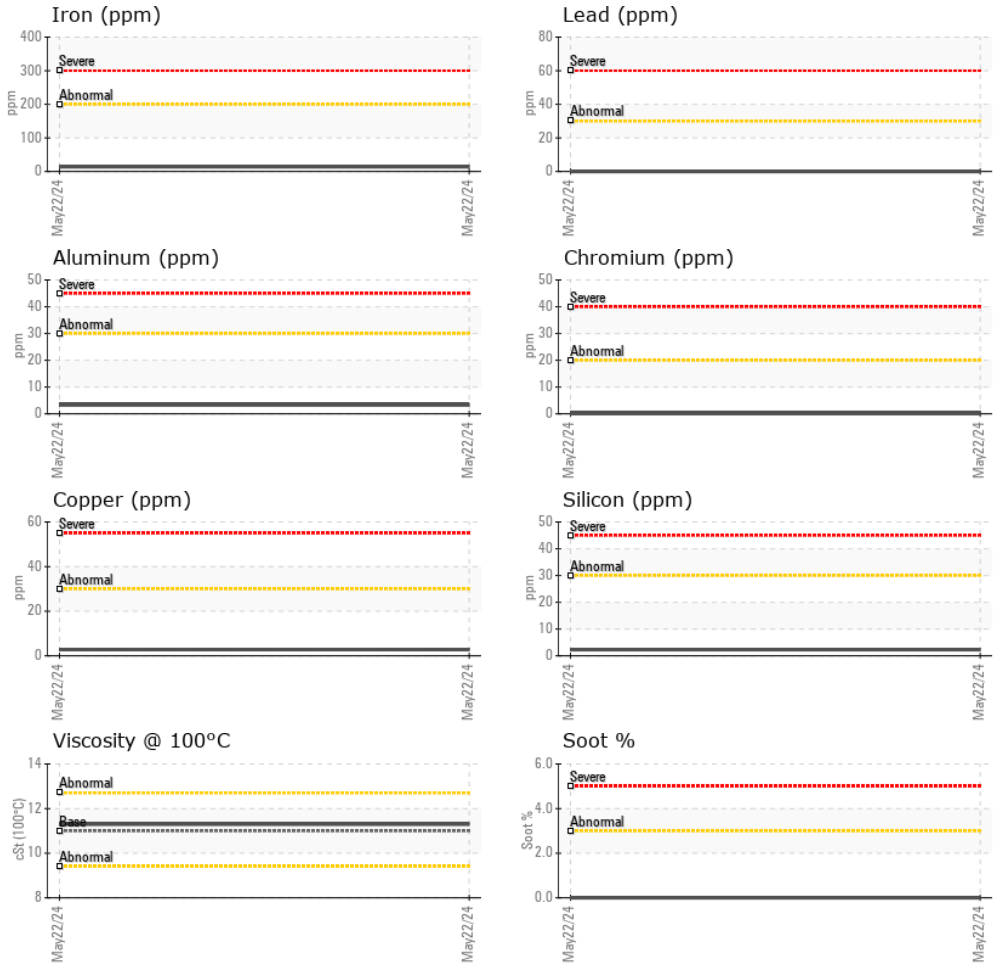 Iron (ppm)
400
300
200
100
0
ppm
Severe
Abnormal
May22/24
May22/24
Lead (ppm)
80
60
40
20
0
ppm
Severe
Abnormal
May22/24
May22/24
Aluminum (ppm)
50
40
30
20
10
0
ppm
Severe
Abnormal
May22/24
May22/24
Chromium (ppm)
50
40
30
20
10
0
ppm
Severe
Abnormal
May22/24
May22/24
Copper (ppm)
60
40
20
0
ppm
Severe
Abnormal
May22/24
May22/24
Silicon (ppm)
50
40
30
20
10
0
ppm
Severe
Abnormal
May22/24
May22/24
Viscosity @ 100°C
14
12
10
8
cSt (100°C)
Abnormal
Base
Abnormal
May22/24
May22/24
Soot %
6.0
4.0
2.0
0.0
Soot %
Severe
Abnormal
May22/24
May22/24